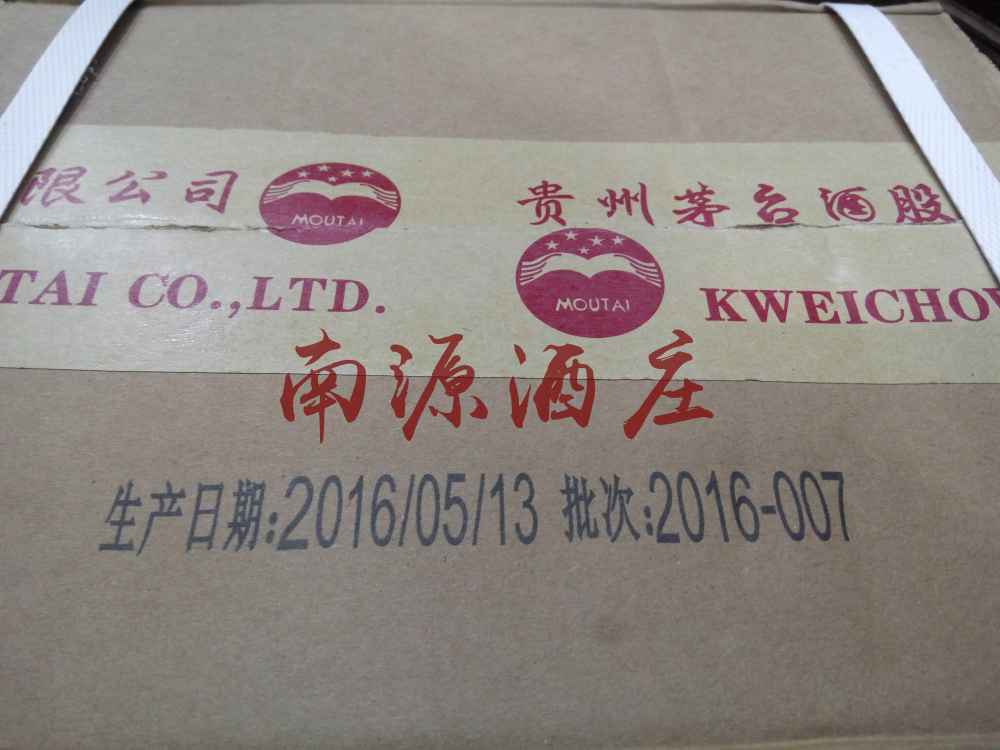 限公司 MOUTAI 贵州茅台酒股
TAI CO.,LTD. MOUTAI KWEICHOW
南源酒庄
生产日期:2016/05/13 批次:2016-007